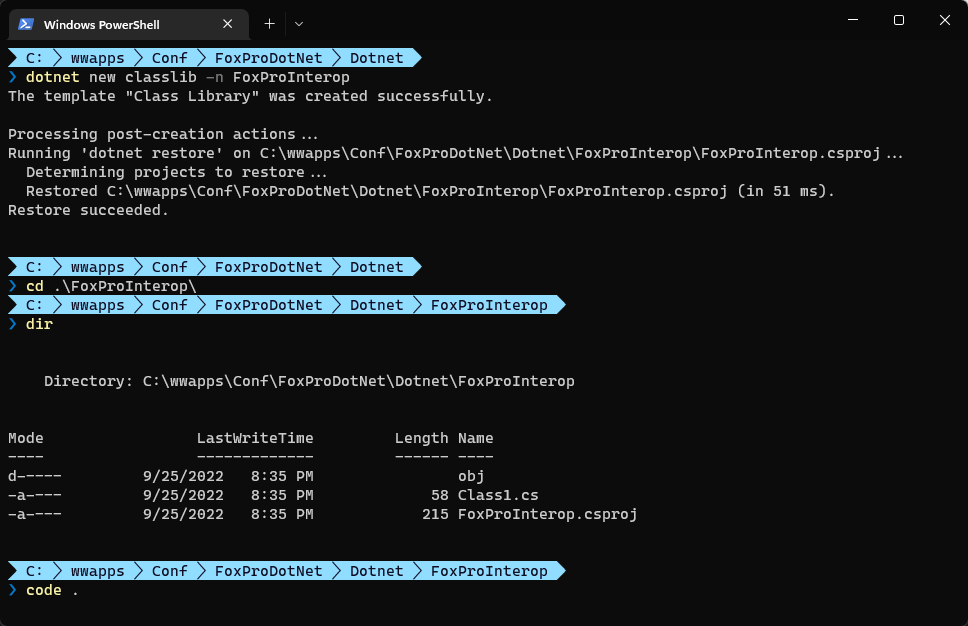 Windows PowerShell
C: wwapps Conf FoxProDotNet Dotnet
❯ dotnet new classlib -n FoxProInterop
The template "Class Library" was created successfully.
Processing post-creation actions...
Running 'dotnet restore' on C:\wwapps\Conf\FoxProDotNet\Dotnet\FoxProInterop\FoxProInterop.csproj...
  Determining projects to restore...
  Restored C:\wwapps\Conf\FoxProDotNet\Dotnet\FoxProInterop\FoxProInterop.csproj (in 51 ms).
Restore succeeded.
C: wwapps Conf FoxProDotNet Dotnet
❯ cd .\FoxProInterop\
C: wwapps Conf FoxProDotNet Dotnet FoxProInterop
❯ dir
    Directory: C:\wwapps\Conf\FoxProDotNet\Dotnet\FoxProInterop
Mode                 LastWriteTime         Length Name
----                 -------------         ------ ----
d-----         9/25/2022   8:35 PM                obj
-a----         9/25/2022   8:35 PM             58 Class1.cs
-a----         9/25/2022   8:35 PM            215 FoxProInterop.csproj
C: wwapps Conf FoxProDotNet Dotnet FoxProInterop
❯ code .